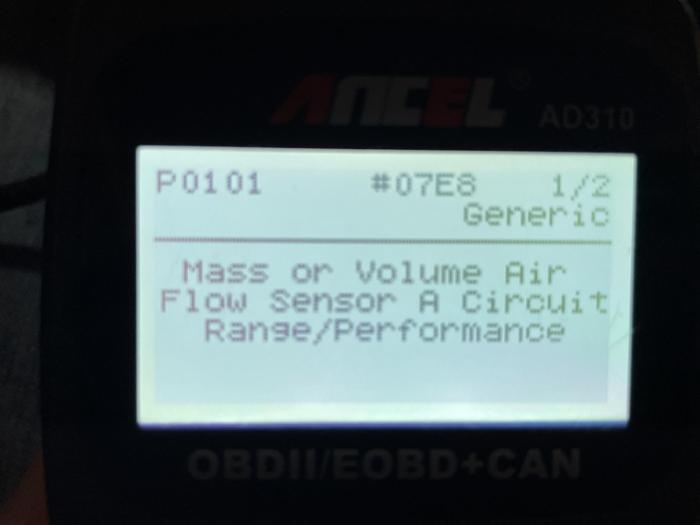 ANCEL®
AD310
P0101 #07E8 1/2
Generic
Mass or Volume Air
Flow Sensor A Circuit
Range/Performance
OBDII/EOBD+CAN